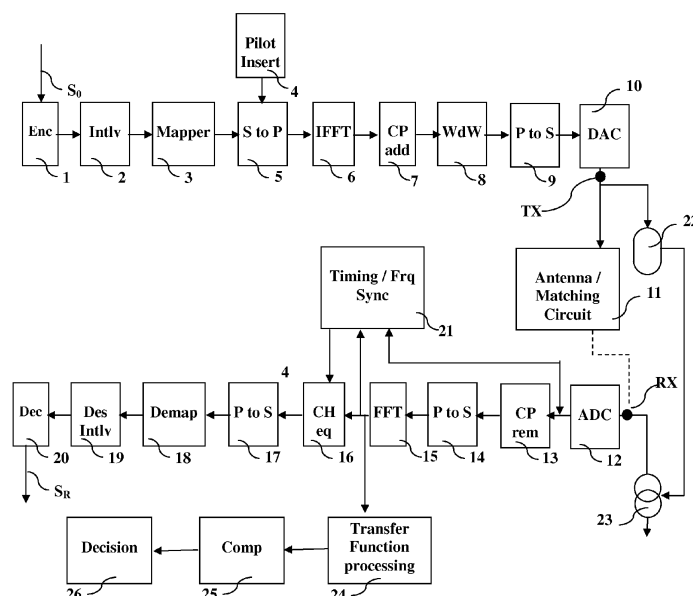 Pilot
Insert
4
S0
Enc
Intlv
Mapper
S to P
IFFT
CP
add
WdW
P to S
DAC
10
1
2
3
5
6
7
8
9
TX
22
Timing / Frq
Sync
21
Antenna /
Matching
Circuit
11
4
RX
Dec
Des
Intlv
Demap
P to S
CH
eq
FFT
P to S
CP
rem
ADC
20
19
18
17
16
15
14
13
12
SR
23
Decision
Comp
Transfer
Function
processing
26
25
24